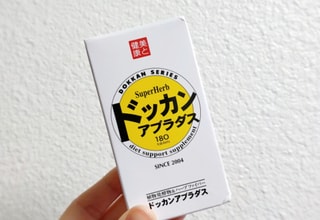 美と
健康
DOKKAN SERIES
SuperHerb
ドッカン
アブラダス
180
diet support supplement
SINCE 2004
ドッカンアブラダス